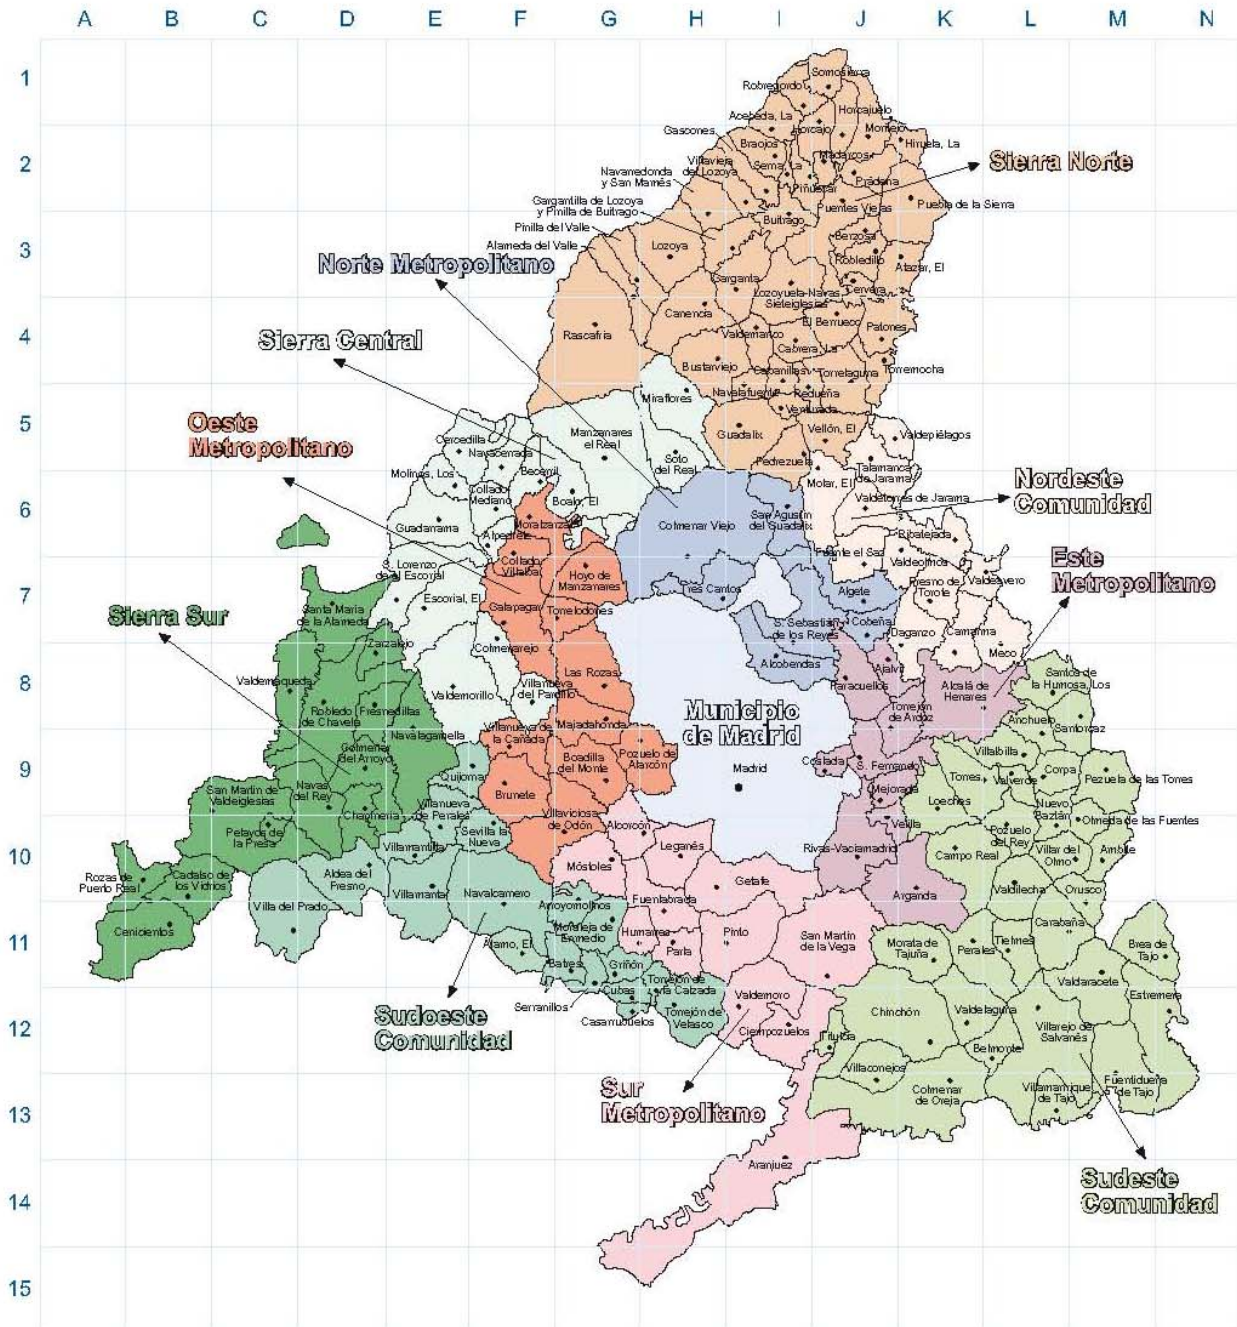 A B C D E F G H I J K L M N
1
Somosierra
Robregordo
Acebeda, La
Horcajuelo
Gascones
Horcajo
Montejo
Braojos
Hiruela, La
2
Villavieja
del Lozoya
Serna, La
Madarcos
Sierra Norte
Navarredonda
y San Mamés
Piñuecar
Prádena
Gargantilla de Lozoya
y Pinilla de Buitrago
Puentes Viejas
Puebla de la Sierra
Buitrago
Pinilla del Valle
Alameda del Valle
Lozoya
Berzosa
3
Robledillo
Atazar, El
Norte Metropolitano
Garganta
Cervera
Lozoyuela-Navas
Sieteiglesias
Canencia
El Berrueco
4
Rascafría
Valdemanco
Patones
Sierra Central
Cabrera, La
Bustarviejo
Cabanillas
Torrelaguna
Torremocha
Navalafuente
Redueña
Miraflores
Venturada
5
Oeste
Metropolitano
Cercedilla
Manzanares
el Real
Guadalix
Vellón, El
Valdepiélagos
Navacerrada
Soto
del Real
Pedrezuela
Molinos, Los
Becerril
Talamanca
de Jarama
Molar, El
Nordeste
Comunidad
Collado
Mediano
Boalo, El
Valdetorres de Jarama
6
Guadarrama
Moralzarzal
Colmenar Viejo
San Agustín
del Guadalix
Alpedrete
Ribatejada
Fuente el Saz
Este
Metropolitano
S. Lorenzo
de El Escorial
Collado
Villalba
Hoyo de
Manzanares
Valdeolmos
Fresno de
Torote
Valdeavero
7
Sierra Sur
Santa María
de la Alameda
Escorial, El
Galapagar
Torrelodones
Tres Cantos
Algete
S. Sebastián
de los Reyes
Cobeña
Daganzo
Camarma
Zarzalejo
Colmenarejo
Meco
Alcobendas
Ajalvir
8
Valdemaqueda
Valdemorillo
Villanueva
del Pardillo
Las Rozas
Paracuellos
Alcalá de
Henares
Santos de
la Humosa, Los
Robledo
de Chavela
Fresnedillas
Municipio
de Madrid
Torrejón
de Ardoz
Anchuelo
Santorcaz
Navalagamella
Villanueva de
la Cañada
Majadahonda
Colmenar
del Arroyo
Boadilla
del Monte
Pozuelo de
Alarcón
Villalbilla
9
Quijorna
Madrid
Coslada
S. Fernando
Torres
Valverde
Corpa
Pezuela de las Torres
San Martín de
Valdeiglesias
Navas
del Rey
Brunete
Mejorada
Loeches
Nuevo
Baztán
Chapinería
Villanueva
de Perales
Villaviciosa
de Odón
Alcorcón
Velilla
Olmeda de las Fuentes
Pelayos de
la Presa
Sevilla la
Nueva
Pozuelo
del Rey
10
Villamantilla
Leganés
Rivas-Vaciamadrid
Campo Real
Villar del
Olmo
Ambite
Rozas de
Puerto Real
Cadalso de
los Vidrios
Aldea del
Fresno
Móstoles
Getafe
Villamanta
Navalcarnero
Arganda
Valdilecha
Orusco
Villa del Prado
Arroyomolinos
Fuenlabrada
Carabaña
11
Cenicientos
Moraleja de
Enmedio
Humanes
Pinto
San Martín
de la Vega
Morata de
Tajuña
Perales
Tielmes
Brea de
Tajo
Álamo, El
Parla
Batres
Griñón
Valdaracete
Torrejón de
la Calzada
Serranillos
Cubas
Valdemoro
Estremera
12
Sudoeste
Comunidad
Casarrubuelos
Torrejón de
Velasco
Chinchón
Valdelaguna
Villarejo de
Salvanés
Ciempozuelos
Titulcia
Belmonte
Villaconejos
Fuentidueña
de Tajo
13
Sur
Metropolitano
Colmenar
de Oreja
Villamanrique
de Tajo
Aranjuez
14
Sudeste
Comunidad
15